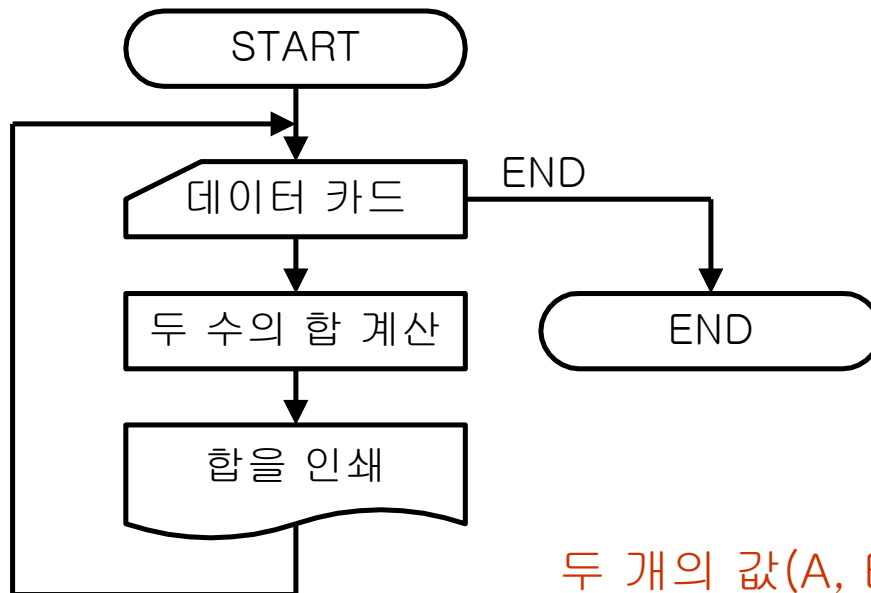 START
데이터 카드
END
두 수의 합 계산
END
합을 인쇄
두 개의 값(A,